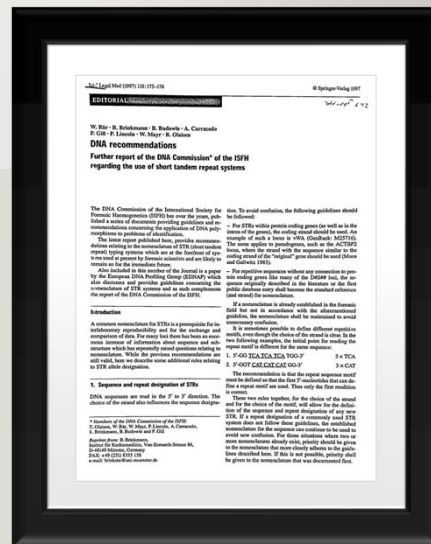 Int J Legal Med (1997) 110: 175–176
© Springer-Verlag 1997
EDITORIAL
W. Bär · B. Brinkmann · B. Budowle · A. Carracedo
P. Gill · P. Lincoln · W. Mayr · B. Olaisen
DNA recommendations
Further report of the DNA Commission* of the ISFH
regarding the use of short tandem repeat systems
The DNA Commission of the International Society for
Forensic Haemogenetics (ISFH) has over the years, pub-
lished a series of documents providing guidelines and re-
commendations concerning the application of DNA poly-
morphisms to problems of identification.
The latest report published here, provides recommen-
dations relating to the nomenclature of STR (short tandem
repeat) typing systems which are at the forefront of sys-
tems used at present by forensic scientists and are likely to
remain so for the immediate future.
Also included in this number of the Journal is a paper
by the European DNA Profiling Group (EDNAP) which
also discusses and provides guidelines concerning the
nomenclature of STR systems and as such complements
the report of the DNA Commission of the ISFH.
Introduction
A common nomenclature for STRs is a prerequisite for in-
terlaboratory reproducibility and for the exchange and
comparison of data. For many loci there has been an enor-
mous increase of information about sequence and sub-
structure which has repeatedly raised questions relating to
nomenclature. While the previous recommendations are
still valid, here we describe some additional rules relating
to STR allele designation.
1. Sequence and repeat designation of STRs
DNA sequences are read in the 5' to 3' direction. The
choice of the strand also influences the sequence designa-
* Members of the DNA Commission of the ISFH:
B. Olaisen, W. Bär, W. Mayr, P. Lincoln, A. Carracedo,
B. Brinkmann, B. Budowle and P. Gill
Reprints from: B. Brinkmann,
Institut für Rechtsmedizin, Von-Esmarch-Strasse 86,
D-48149 Münster, Germany
FAX: +49 (251) 8355 158
e-mail: brinkma@uni-muenster.de
tion. To avoid confusion, the following guidelines should
be followed:
– For STRs within protein coding genes (as well as in the
introns of the genes), the coding strand should be used. An
example of such a locus is vWA (GenBank: M25716).
The same applies to pseudogenes, such as the ACTBP2
locus, when the strand with the sequence similar to the
coding strand of the "original" gene should be used (Moos
and Gallwitz 1983).
– For repetitive sequences without any connection to pro-
tein coding genes like many of the D#S## loci, the se-
quence originally described in the literature or the first
public database entry shall become the standard reference
(and strand) for nomenclature.
If a nomenclature is already established in the forensic
field but not in accordance with the aforementioned
guideline, the nomenclature shall be maintained to avoid
unnecessary confusion.
It is sometimes possible to define different repetitive
motifs, even though the choice of the strand is clear. In the
two following examples, the initial point for reading the
repeat motif is different for the same sequence:
1. 5'-GG TCA TCA TCA TGG-3' 3 × TCA
2. 5'-GGT CAT CAT CAT GG-3' 3 × CAT
The recommendation is that the repeat sequence motif
must be defined so that the first 5'-nucleotides that can de-
fine a repeat motif are used. Thus only the first rendition
is correct.
These two rules together, for the choice of the strand
and for the choice of the motif, will allow for the defini-
tion of the sequence and repeat designation of any new
STR. If a repeat designation of a commonly used STR
system does not follow these guidelines, the established
nomenclature for the sequence can continue to be used to
avoid new confusion. For those situations where two or
more nomenclatures already exist, priority should be given
to the nomenclature that more closely adheres to the guide-
lines described here. If this is not possible, priority shall
be given to the nomenclature that was documented first.